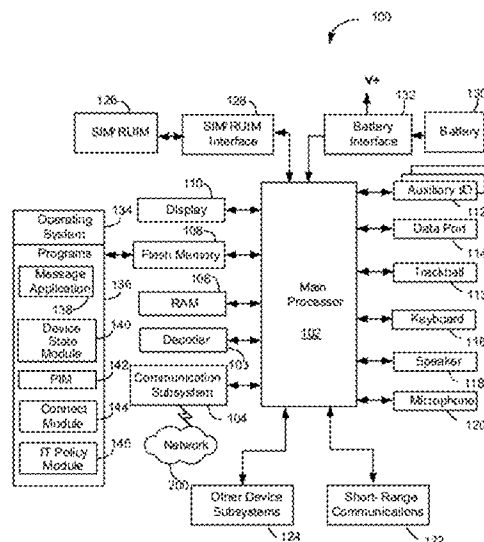 100
V+
126
128
132
130
SIM/RUIM
SIM/RUIM
Interface
Battery
Interface
Battery
110
Display
Auxiliary I/O
112
134
Operating
System
108
Flash Memory
Data Port
114
Programs
Message
Application
138
136
106
RAM
Main
Processor
102
Trackball
113
Device
State Module
140
Decoder
103
Keyboard
116
142
PIM
Communication
Subsystem
104
Speaker
118
Connect
Module
144
Microphone
120
IT Policy
Module
146
Network
200
Other Device
Subsystems
124
Short-Range
Communications
122